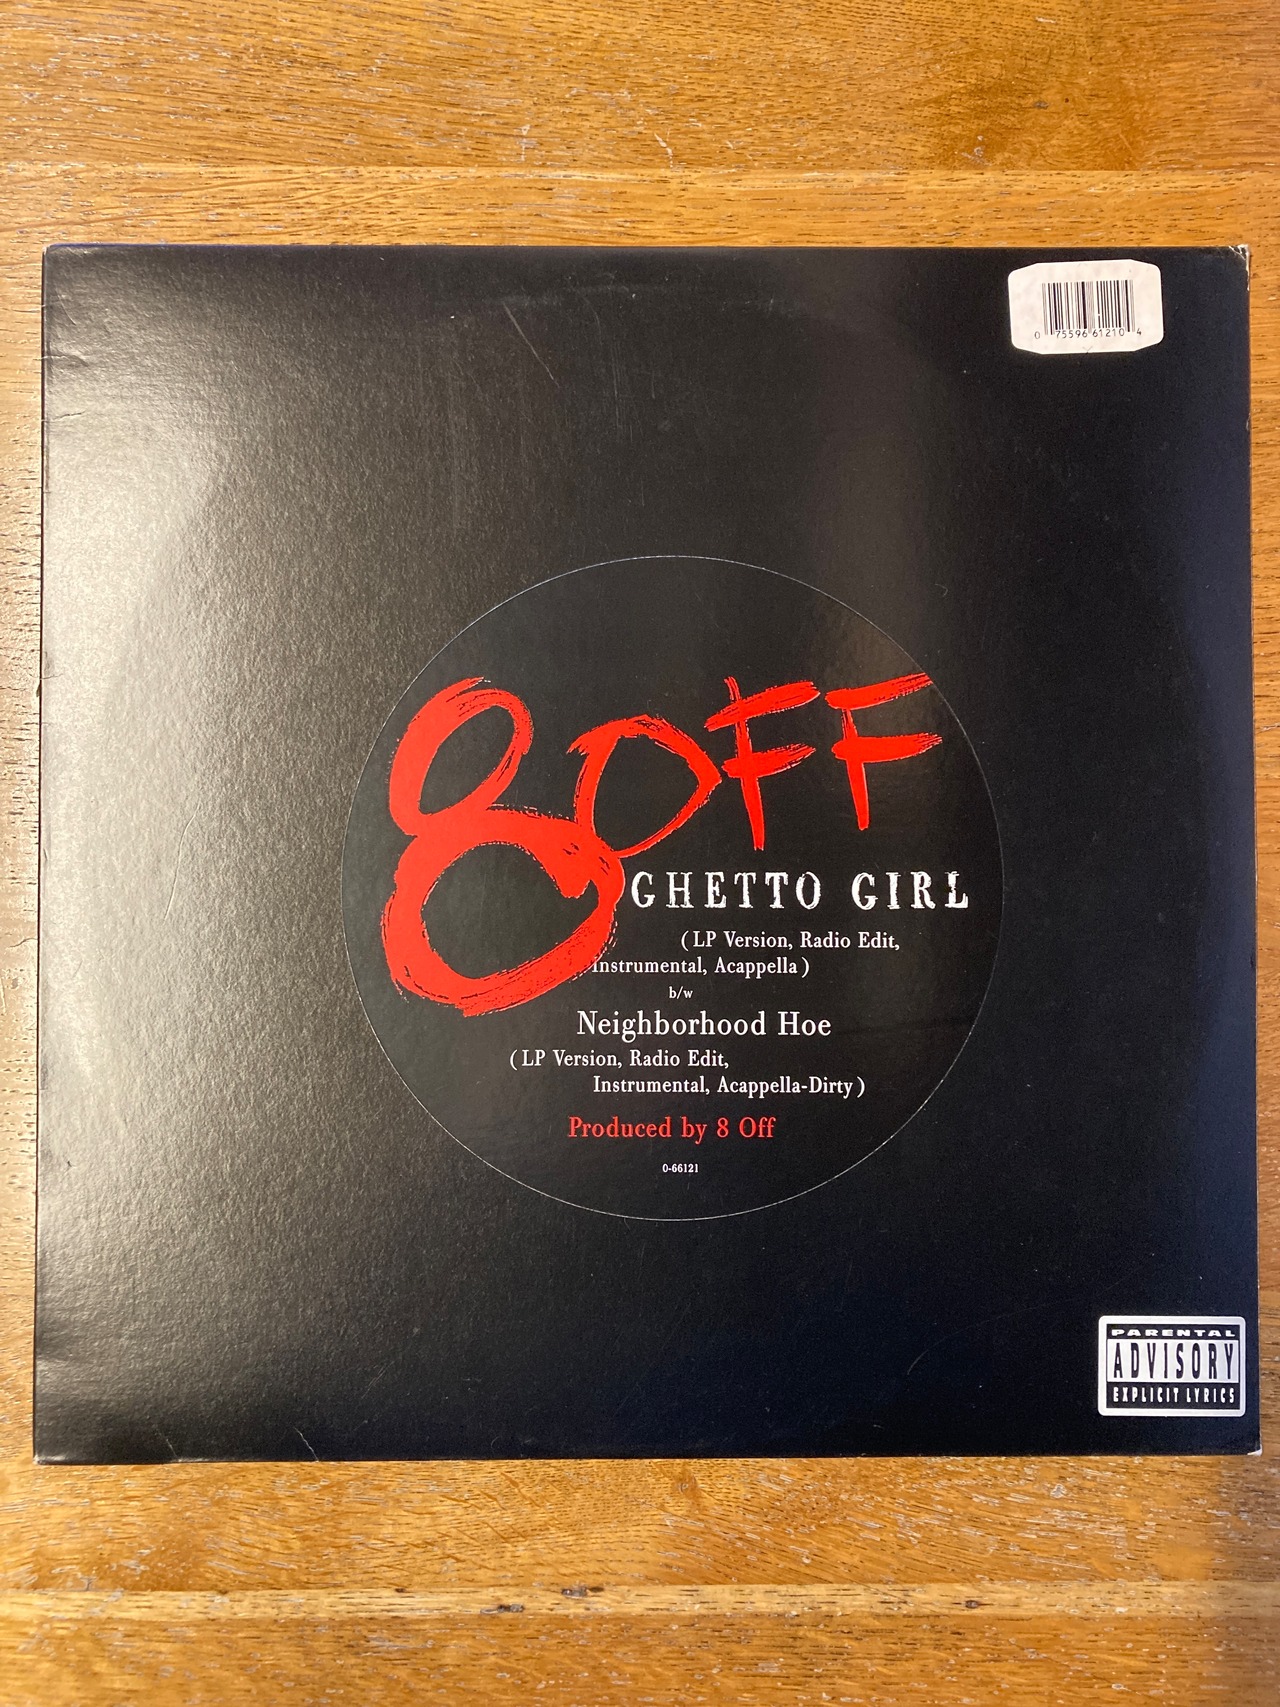 0 75596 61210 4
8OFF
GHETTO GIRL
( LP Version, Radio Edit,
Instrumental, Acappella )
b/w
Neighborhood Hoe
( LP Version, Radio Edit,
Instrumental, Acappella-Dirty )
Produced by 8 Off
0-66121
PARENTAL
ADVISORY
EXPLICIT LYRICS